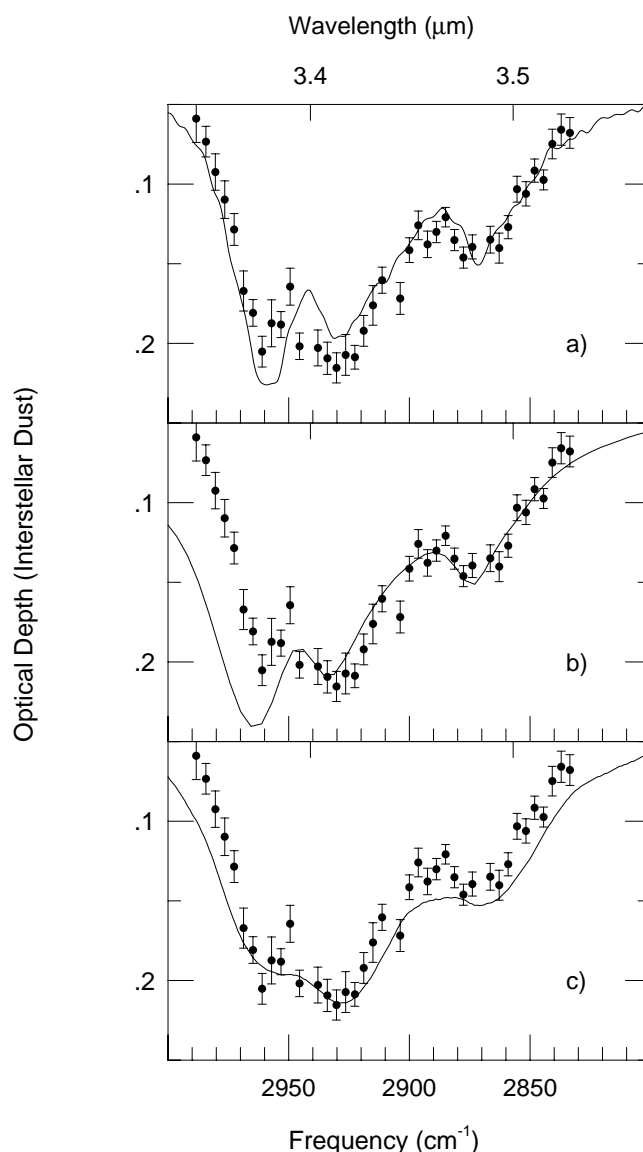 Wavelength (μm)
3.4 3.5
Optical Depth (Interstellar Dust)
.1
.2
a)
.1
.2
b)
.1
.2
c)
2950 2900 2850
Frequency (cm⁻¹)